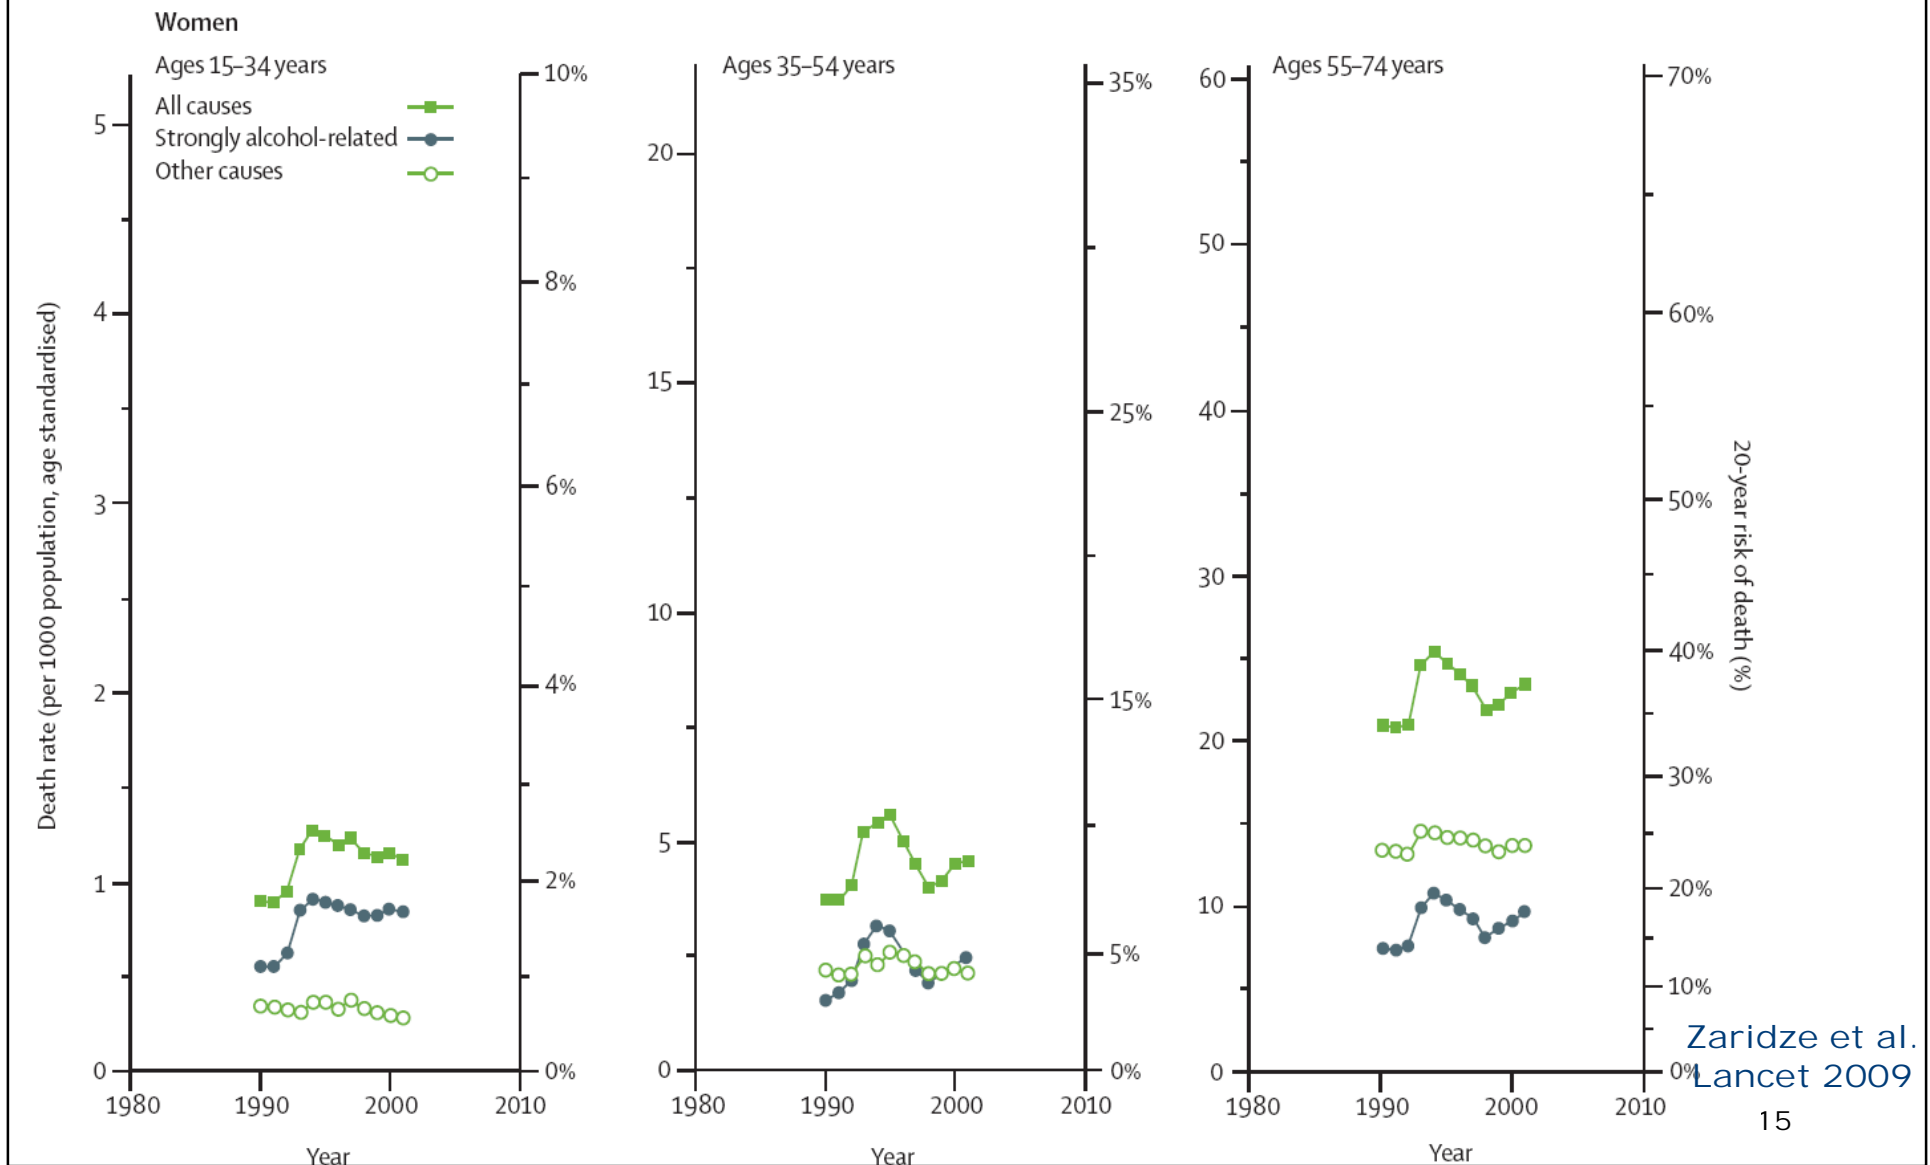 Women
Ages 15–34 years
All causes
Strongly alcohol-related
Other causes
Death rate (per 1000 population, age standardised)
5
4
3
2
1
0
10%
8%
6%
4%
2%
0%
1980 1990 2000 2010
Year
Ages 35–54 years
20
15
10
5
0
35%
25%
15%
5%
0%
1980 1990 2000 2010
Year
Ages 55–74 years
60
50
40
30
20
10
0
70%
60%
50%
40%
30%
20%
10%
0%
20-year risk of death (%)
1980 1990 2000 2010
Year
Zaridze et al.
Lancet 2009
15